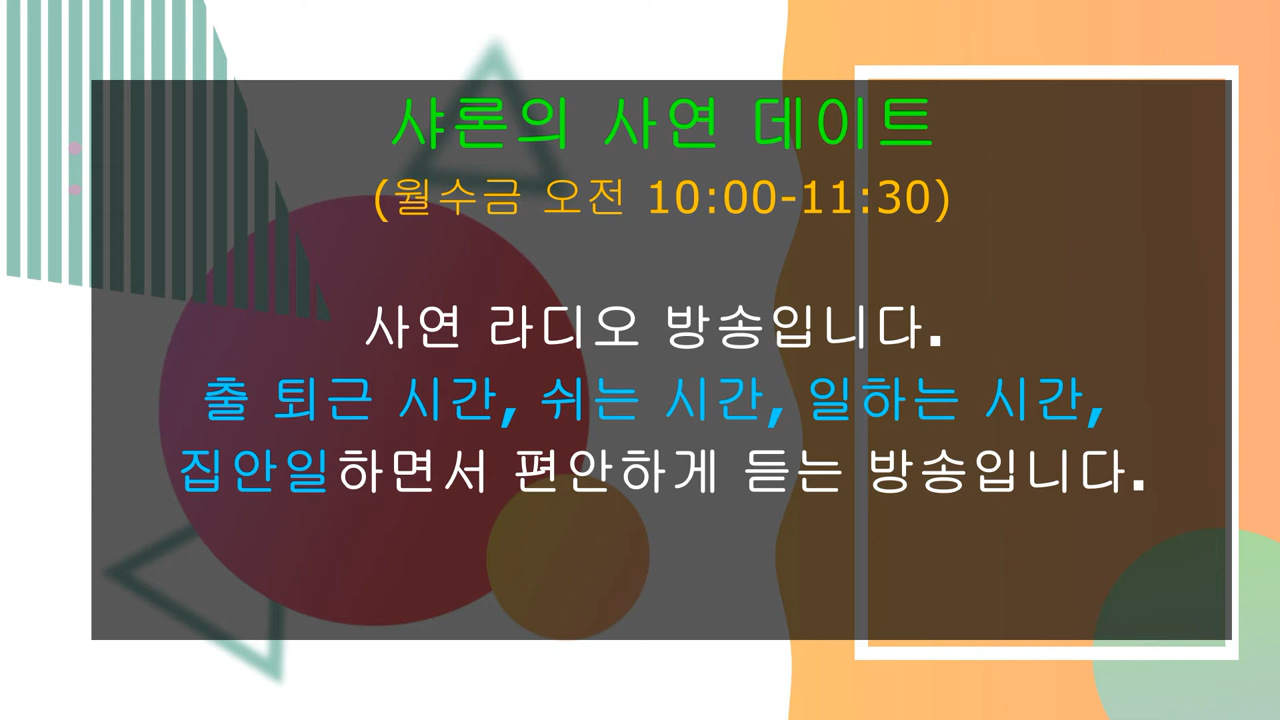 샤론의 사연 데이트
(월수금 오전 10:00-11:30)
사연 라디오 방송입니다.
출 퇴근 시간, 쉬는 시간, 일하는 시간,
집안일하면서 편안하게 듣는 방송입니다.